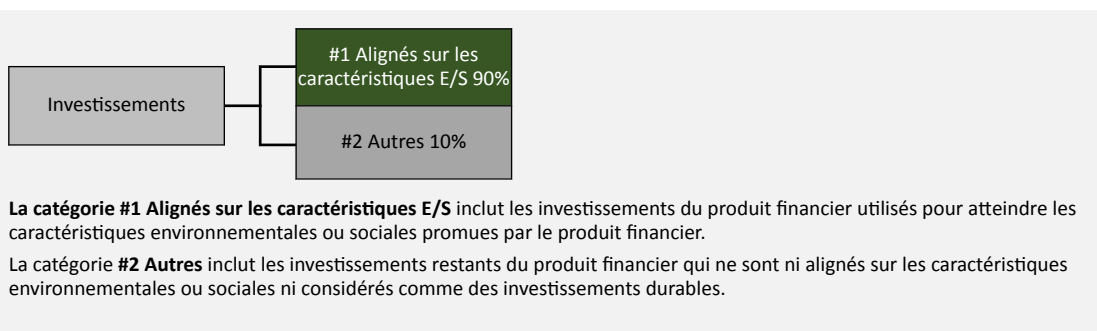 #1 Alignés sur les
caractéristiques E/S 90%
Investissements
#2 Autres 10%
La catégorie #1 Alignés sur les caractéristiques E/S inclut les investissements du produit financier utilisés pour atteindre les
caractéristiques environnementales ou sociales promues par le produit financier.
La catégorie #2 Autres inclut les investissements restants du produit financier qui ne sont ni alignés sur les caractéristiques
environnementales ou sociales ni considérés comme des investissements durables.